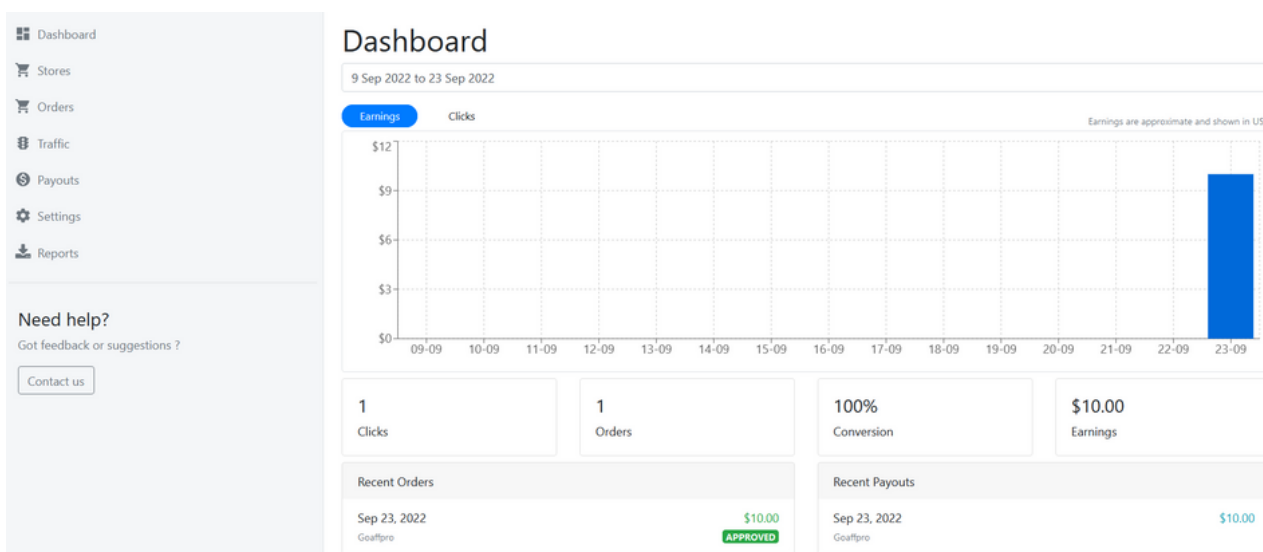 Dashboard
Stores
Orders
Traffic
Payouts
Settings
Reports
Need help?
Got feedback or suggestions ?
Contact us
Dashboard
9 Sep 2022 to 23 Sep 2022
Earnings Clicks
Earnings are approximate and shown in US
$12
$9
$6
$3
$0
09-09 10-09 11-09 12-09 13-09 14-09 15-09 16-09 17-09 18-09 19-09 20-09 21-09 22-09 23-09
1
Clicks
1
Orders
100%
Conversion
$10.00
Earnings
Recent Orders
Sep 23, 2022 $10.00
Goaffpro APPROVED
Recent Payouts
Sep 23, 2022 $10.00
Goaffpro